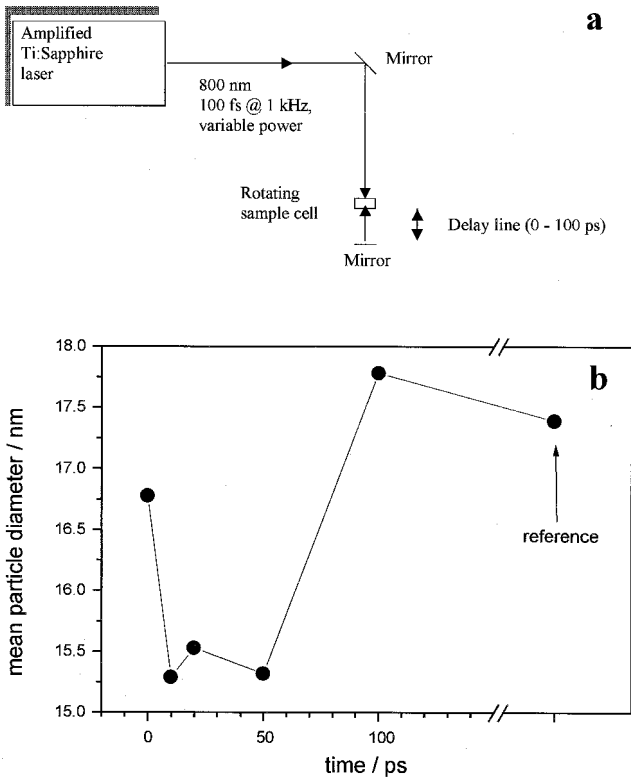 a
Amplified
Ti:Sapphire
laser
Mirror
800 nm
100 fs @ 1 kHz,
variable power
Rotating
sample cell
Delay line (0 - 100 ps)
Mirror
b
18.0
17.5
17.0
16.5
16.0
15.5
15.0
mean particle diameter / nm
reference
0
50
100
time / ps